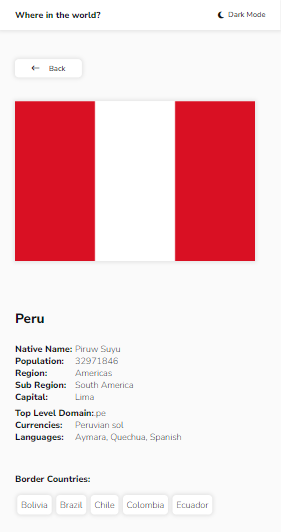 Where in the world? Dark Mode
Back
Peru
Native Name: Piruw Suyu
Population: 32971846
Region: Americas
Sub Region: South America
Capital: Lima
Top Level Domain:.pe
Currencies: Peruvian sol
Languages: Aymara, Quechua, Spanish
Border Countries:
Bolivia Brazil Chile Colombia Ecuador